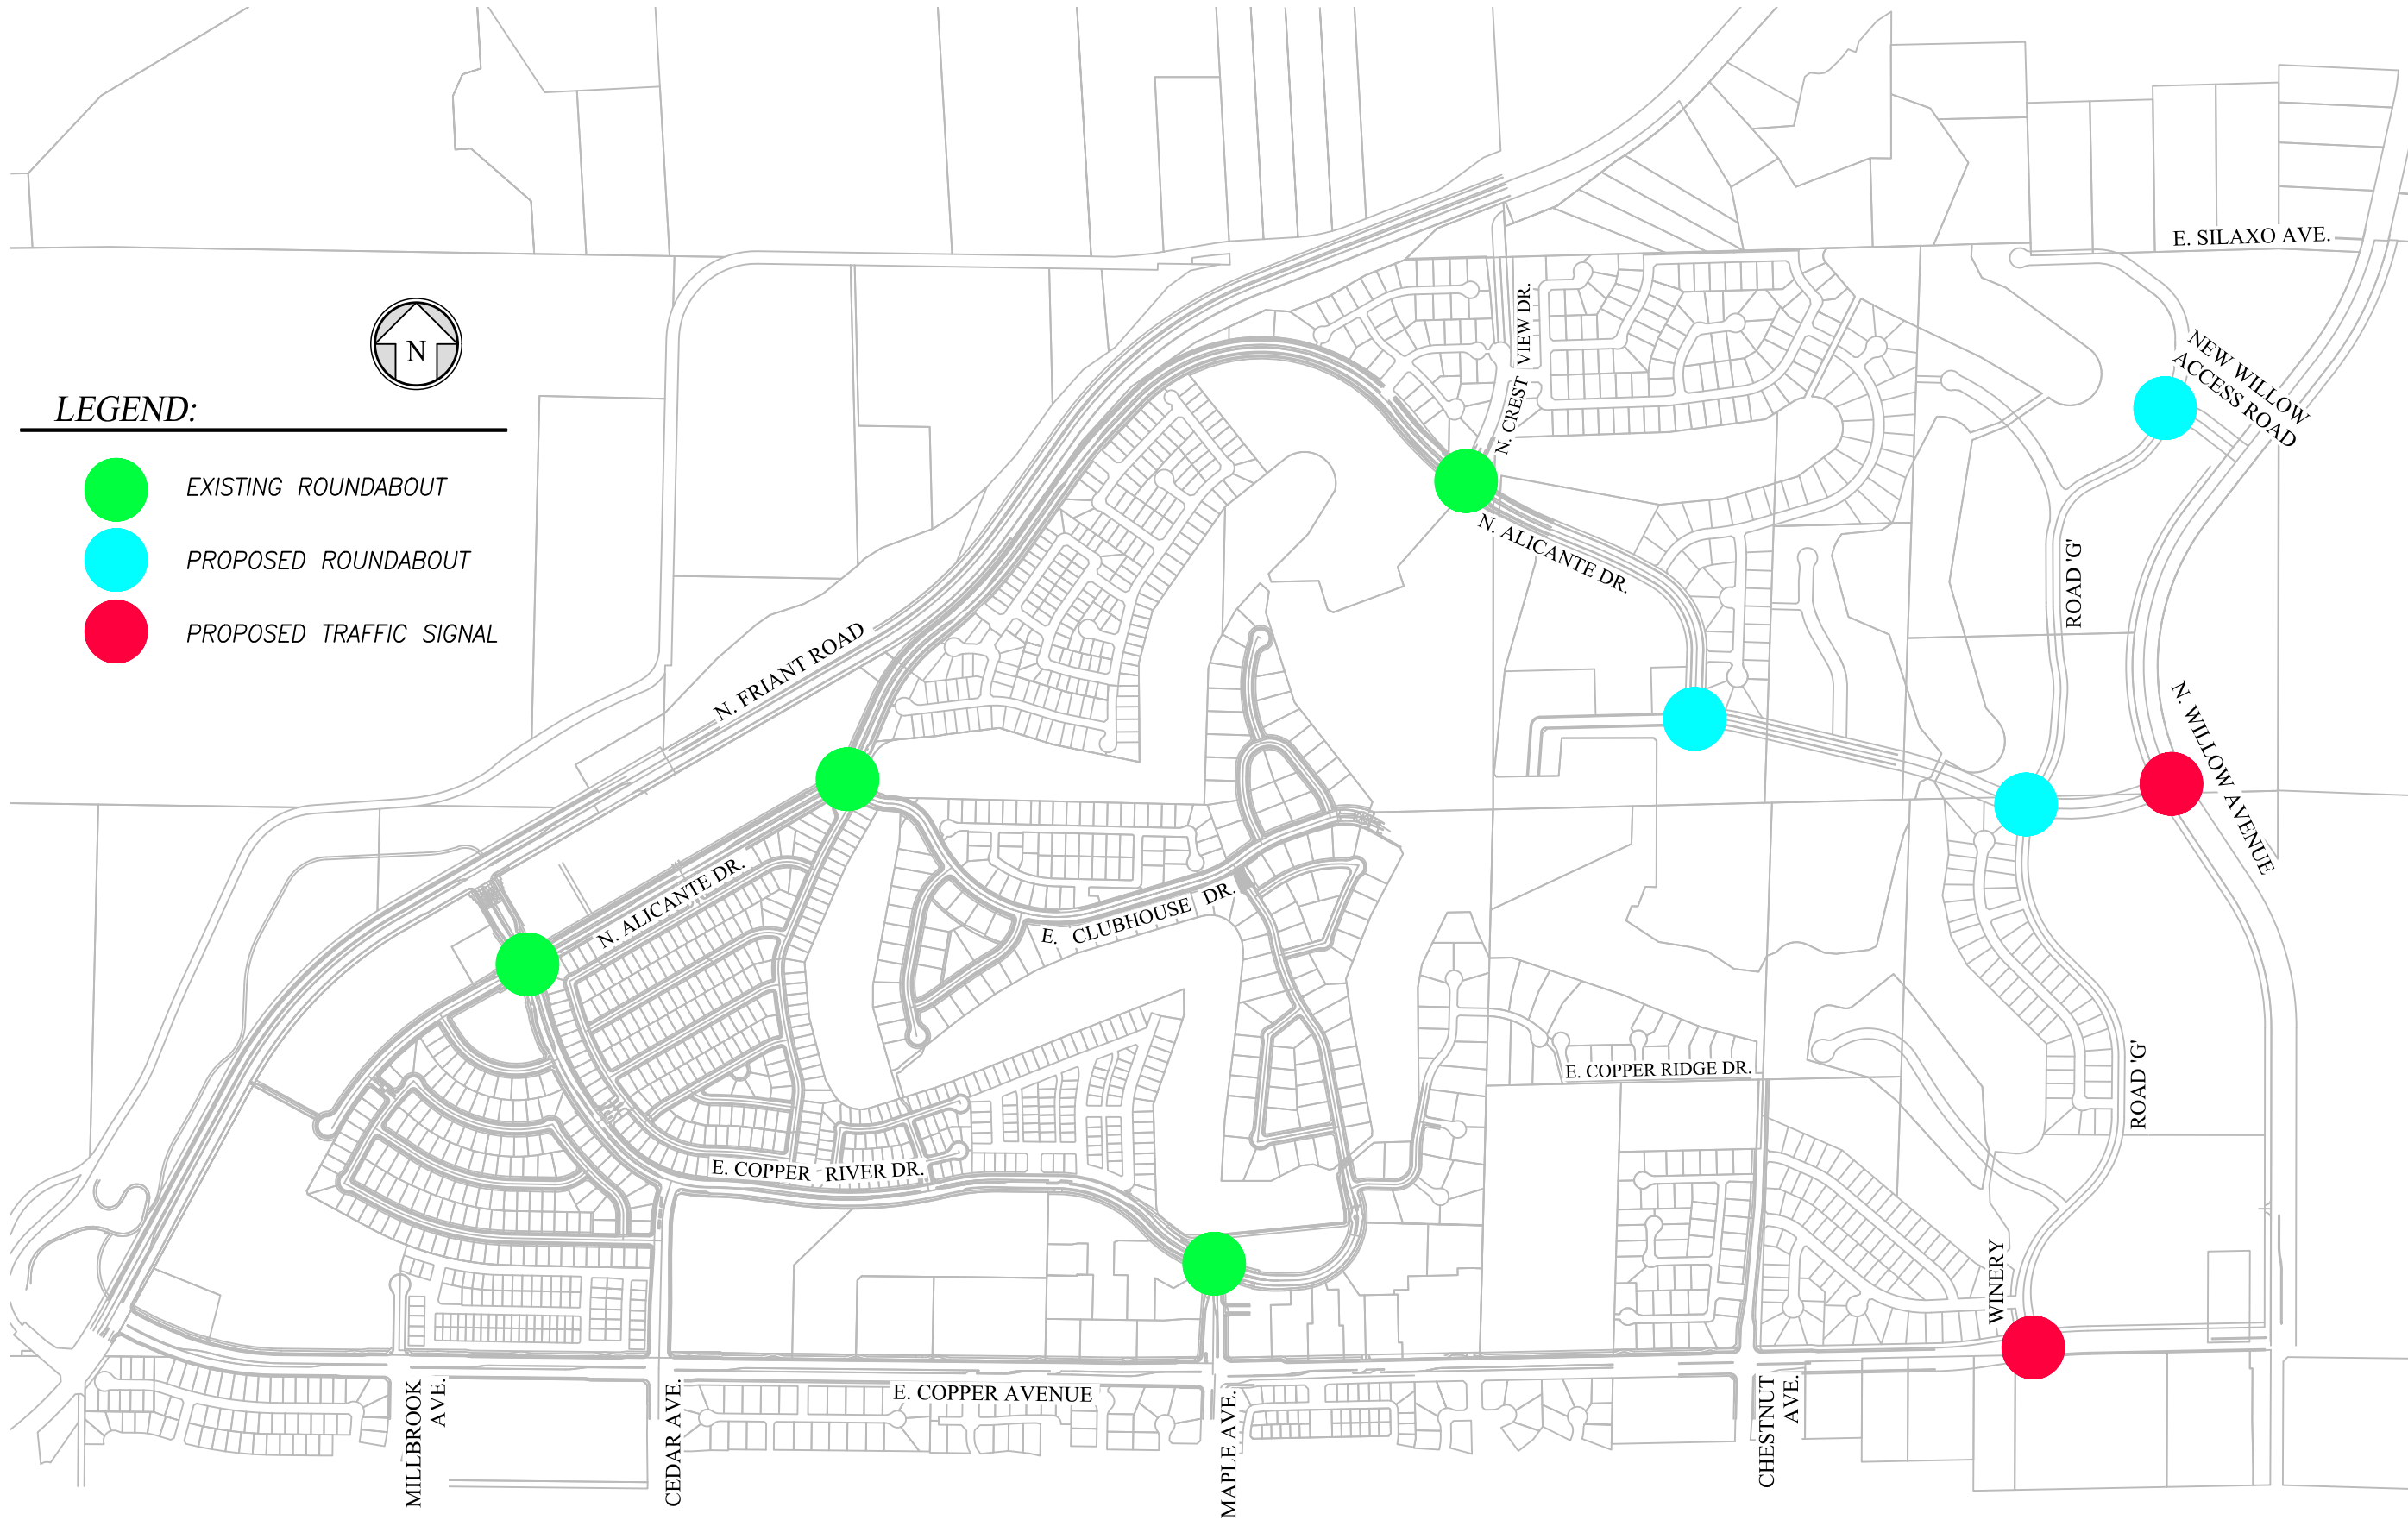 E. SILAXO AVE.
N. CREST VIEW DR.
NEW WILLOW
ACCESS ROAD
N
LEGEND:
EXISTING ROUNDABOUT
PROPOSED ROUNDABOUT
PROPOSED TRAFFIC SIGNAL
N. ALICANTE DR.
ROAD 'G'
N. FRIANT ROAD
N. WILLOW AVENUE
N. ALICANTE DR.
E. CLUBHOUSE DR.
E. COPPER RIDGE DR.
ROAD 'G'
E. COPPER RIVER DR.
WINERY
E. COPPER AVENUE
MILLBROOK
AVE.
CEDAR AVE.
MAPLE AVE.
CHESTNUT
AVE.